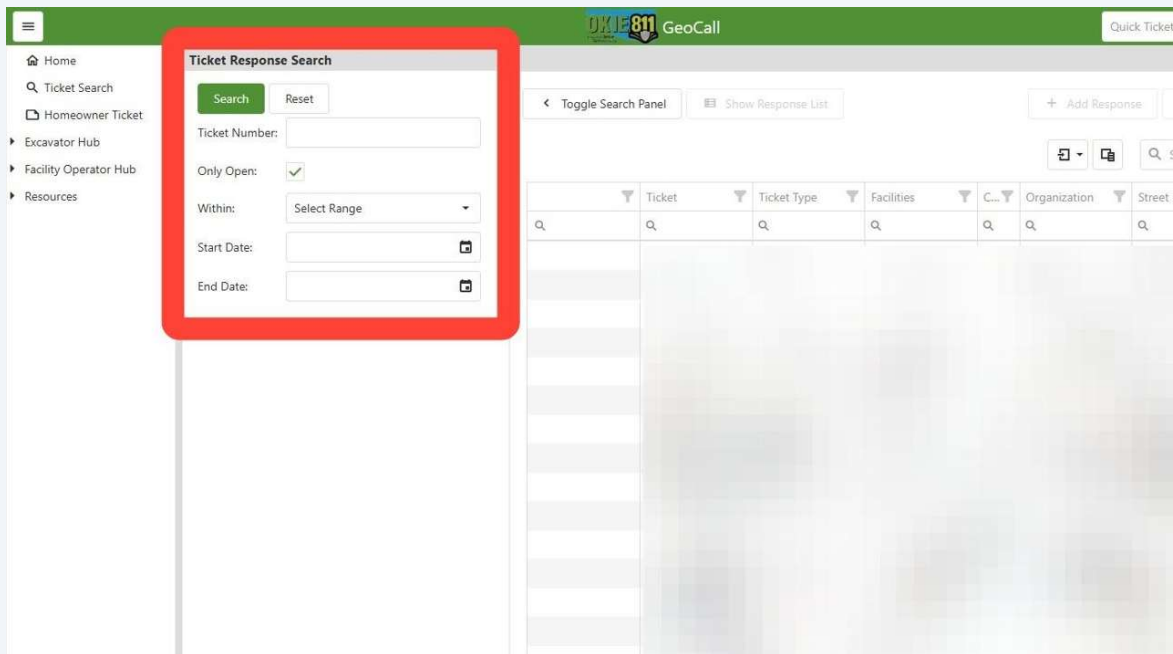 OKIE811 GeoCall
Quick Ticket
Home
Ticket Search
Homeowner Ticket
Excavator Hub
Facility Operator Hub
Resources
Ticket Response Search
Search Reset
Ticket Number:
Only Open:
Within: Select Range
Start Date:
End Date:
Toggle Search Panel Show Response List + Add Response
Ticket Ticket Type Facilities C... Organization Street